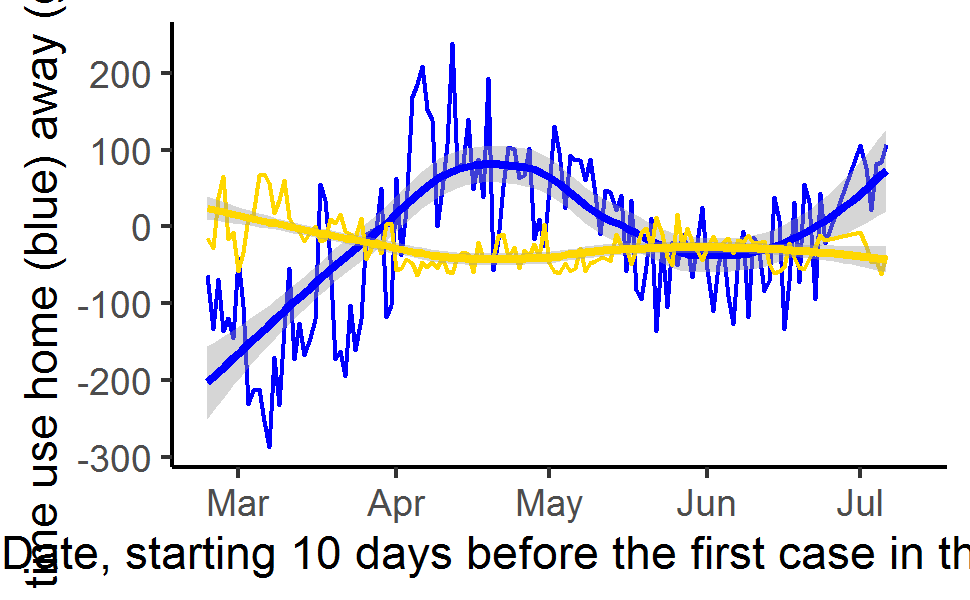 time use home (blue) away (
200
100
0
-100
-200
-300
Mar Apr May Jun Jul
Date, starting 10 days before the first case in th